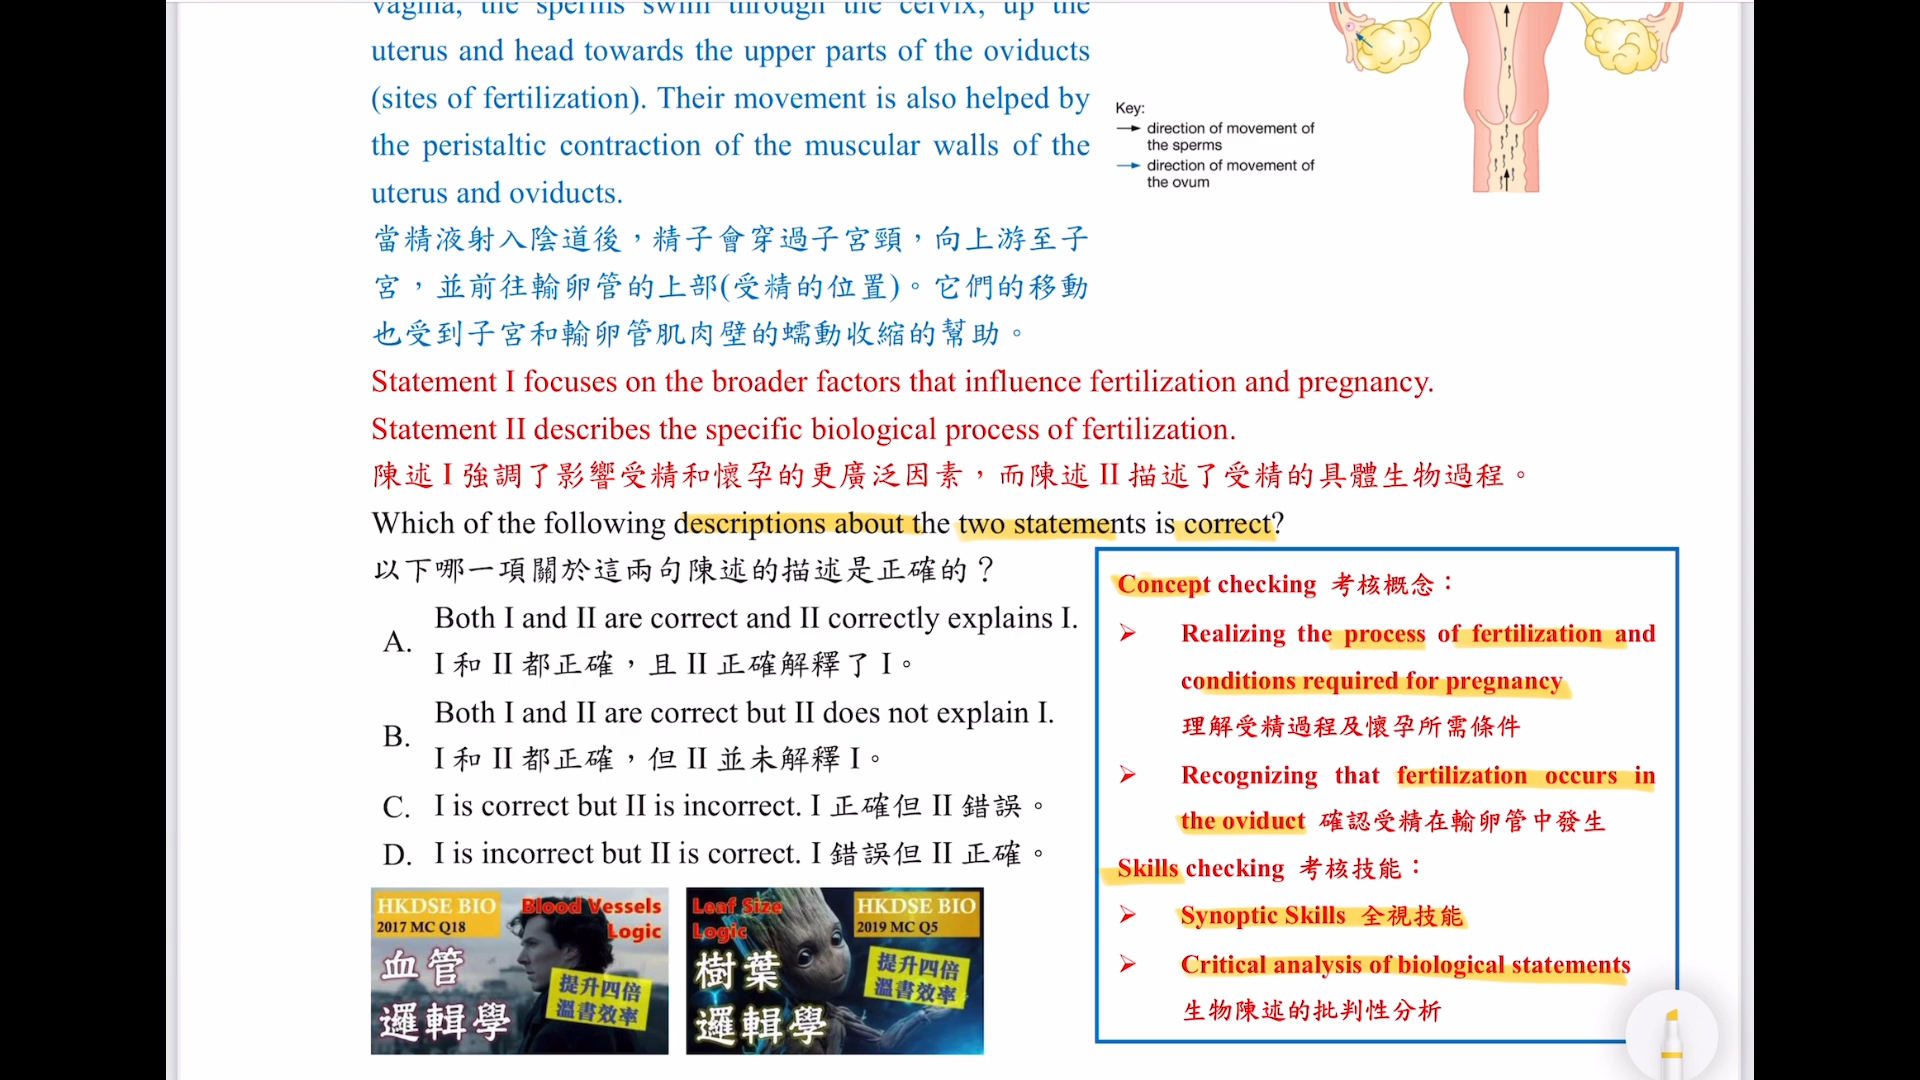 vagina, the sperms swim through the cervix, up the
uterus and head towards the upper parts of the oviducts
(sites of fertilization). Their movement is also helped by
the peristaltic contraction of the muscular walls of the
uterus and oviducts.
當精液射入陰道後，精子會穿過子宮頸，向上游至子
宮，並前往輸卵管的上部(受精的位置)。它們的移動
也受到子宮和輸卵管肌肉壁的蠕動收縮的幫助。
Key:
direction of movement of
the sperms
direction of movement of
the ovum
Statement I focuses on the broader factors that influence fertilization and pregnancy.
Statement II describes the specific biological process of fertilization.
陳述 I 強調了影響受精和懷孕的更廣泛因素，而陳述 II 描述了受精的具體生物過程。
Which of the following descriptions about the two statements is correct?
以下哪一項關於這兩句陳述的描述是正確的？
A. Both I and II are correct and II correctly explains I.
I 和 II 都正確，且 II 正確解釋了 I。
B. Both I and II are correct but II does not explain I.
I 和 II 都正確，但 II 並未解釋 I。
C. I is correct but II is incorrect. I 正確但 II 錯誤。
D. I is incorrect but II is correct. I 錯誤但 II 正確。
Concept checking 考核概念：
➢ Realizing the process of fertilization and
conditions required for pregnancy
理解受精過程及懷孕所需條件
➢ Recognizing that fertilization occurs in
the oviduct 確認受精在輸卵管中發生
Skills checking 考核技能：
➢ Synoptic Skills 全視技能
➢ Critical analysis of biological statements
生物陳述的批判性分析
HKDSE BIO
2017 MC Q18
Blood Vessels
Logic
血管
邏輯學
提升四倍
溫書效率
Leaf Size
Logic
HKDSE BIO
2019 MC Q5
樹葉
邏輯學
提升四倍
溫書效率